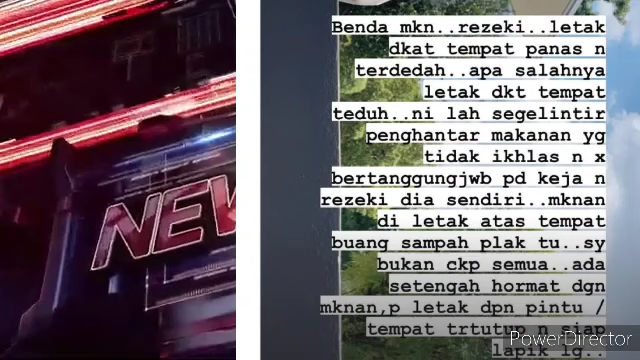 NEW
Benda mkn..rezeki..letak
dkat tempat panas n
terdedah..apa salahnya
letak dkt tempat
teduh..ni lah segelintir
penghantar makanan yg
tidak ikhlas n x
bertanggungjwb pd keja n
rezeki dia sendiri..mknan
di letak atas tempat
buang sampah plak tu..sy
bukan ckp semua..ada
setengah hormat dgn
mknan,p letak dpn pintu /
tempat trtutup n siap
lapik lg..
PowerDirector